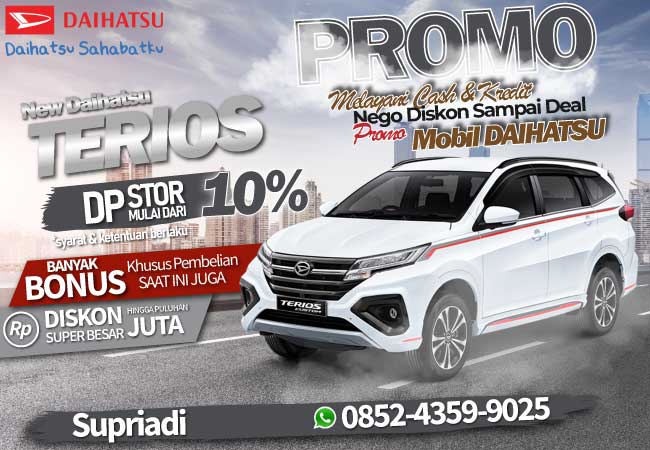 DAIHATSU
Daihatsu Sahabatku
PROMO
Melayani Cash & Kredit
Nego Diskon Sampai Deal
Promo Mobil DAIHATSU
New Daihatsu
TERIOS
DP STOR
MULAI DARI
10%
*syarat & ketentuan berlaku*
BANYAK
BONUS
Khusus Pembelian
SAAT INI JUGA
Rp
DISKON
SUPER BESAR
HINGGA PULUHAN
JUTA
TERIOS
KUSTOM
Supriadi
0852-4359-9025